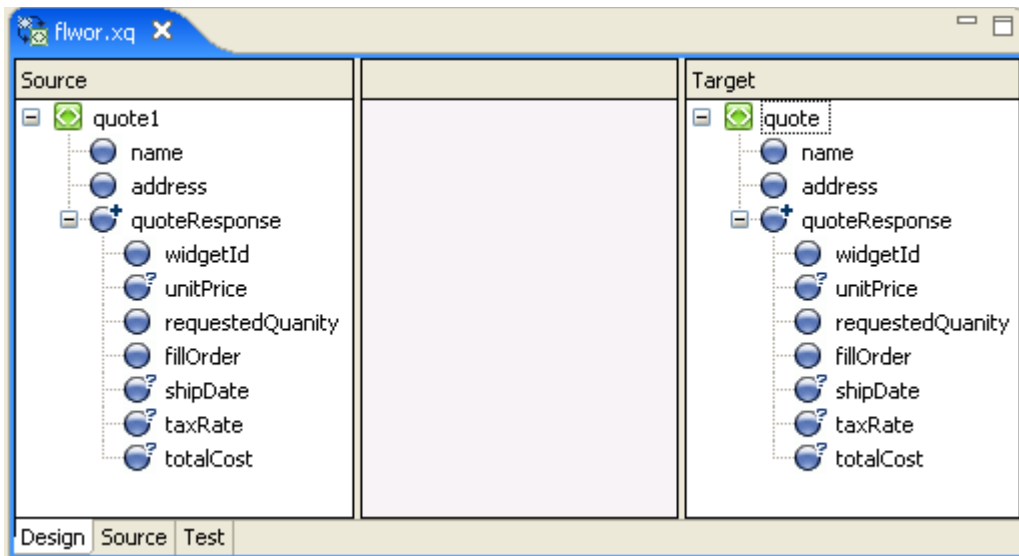 flwor.xq
Source
Target
quote1
name
address
quoteResponse
widgetId
unitPrice
requestedQuanity
fillOrder
shipDate
taxRate
totalCost
quote
name
address
quoteResponse
widgetId
unitPrice
requestedQuanity
fillOrder
shipDate
taxRate
totalCost
Design Source Test